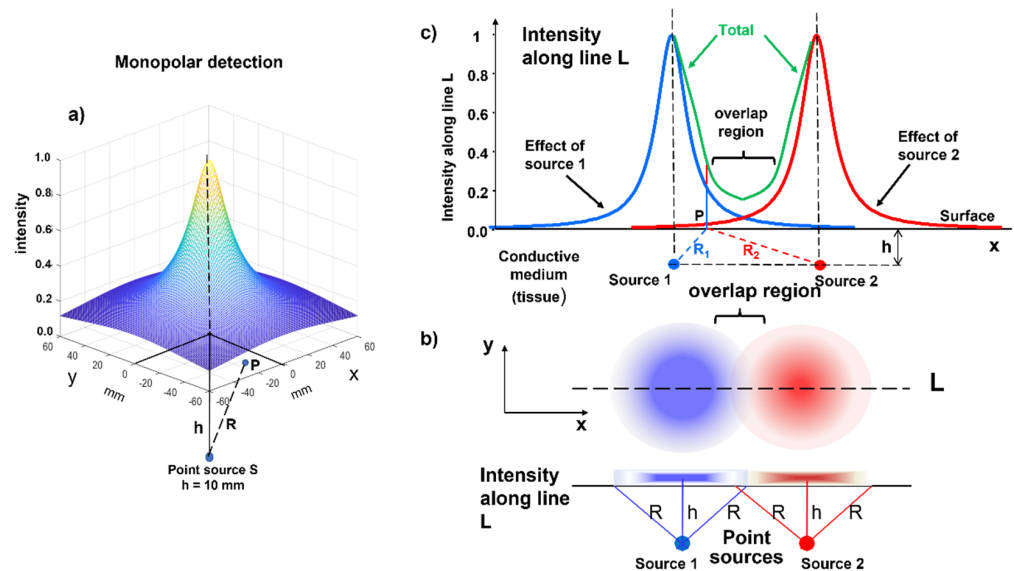 Monopolar detection
a)
intensity
1.0
0.8
0.6
0.4
0.2
0.0
60
40
20
0
-20
-40
-60
y
mm
-60
-40
-20
0
20
40
60
x
mm
P
h
R
Point source S
h = 10 mm
c)
Intensity
along line L
Intensity along line L
1
0.8
0.6
0.4
0.2
0.0
Total
overlap
region
Effect of
source 1
Effect of
source 2
P
Surface
x
h
R1
R2
Conductive
medium
(tissue)
Source 1
Source 2
overlap region
b)
y
x
L
Intensity
along line
L
R
h
R
R
h
R
Point
sources
Source 1
Source 2